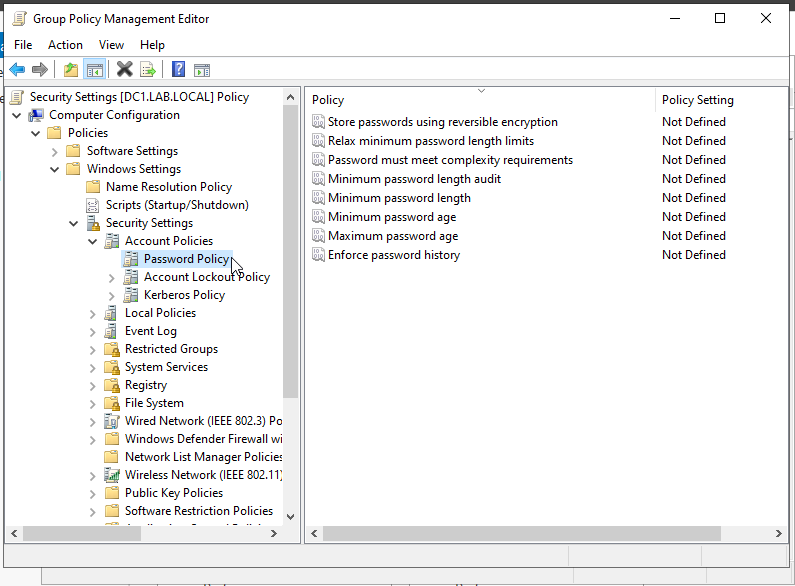 Group Policy Management Editor
File Action View Help
Security Settings [DC1.LAB.LOCAL] Policy
Computer Configuration
Policies
Software Settings
Windows Settings
Name Resolution Policy
Scripts (Startup/Shutdown)
Security Settings
Account Policies
Password Policy
Account Lockout Policy
Kerberos Policy
Local Policies
Event Log
Restricted Groups
System Services
Registry
File System
Wired Network (IEEE 802.3) Po
Windows Defender Firewall wi
Network List Manager Policies
Wireless Network (IEEE 802.11)
Public Key Policies
Software Restriction Policies
Policy Policy Setting
Store passwords using reversible encryption Not Defined
Relax minimum password length limits Not Defined
Password must meet complexity requirements Not Defined
Minimum password length audit Not Defined
Minimum password length Not Defined
Minimum password age Not Defined
Maximum password age Not Defined
Enforce password history Not Defined